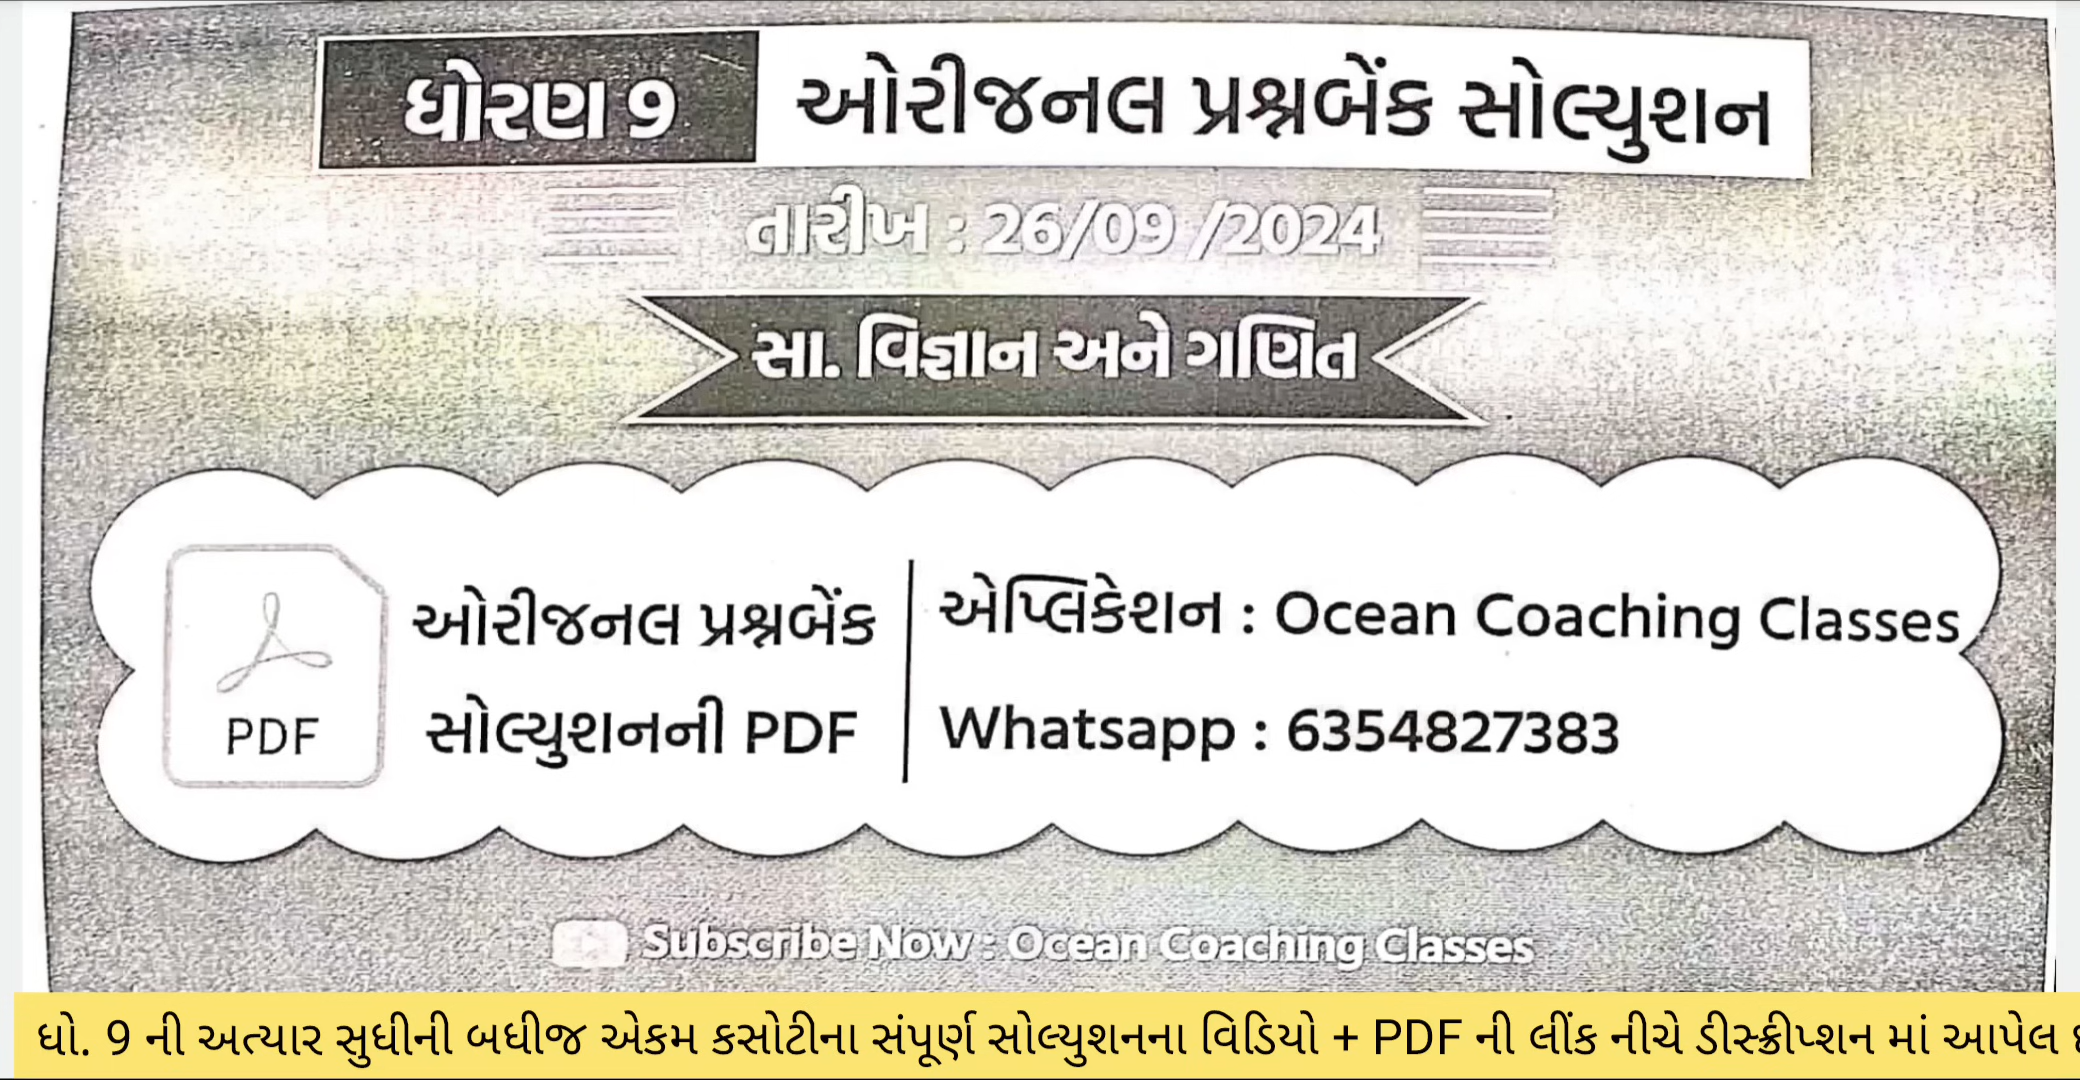 ધોરણ 9 ઓરીજનલ પ્રશ્નબેંક સોલ્યુશન
તારીખ : 26/09 /2024
સા. વિજ્ઞાન અને ગણિત
ઓરીજનલ પ્રશ્નબેંક
સોલ્યુશનની PDF
PDF
એપ્લિકેશન : Ocean Coaching Classes
Whatsapp : 6354827383
Subscribe Now : Ocean Coaching Classes
ધો. 9 ની અત્યાર સુધીની બધીજ એકમ કસોટીના સંપૂર્ણ સોલ્યુશનના વિડિયો + PDF ની લીંક નીચે ડીસ્ક્રીપ્શન માં આપેલ